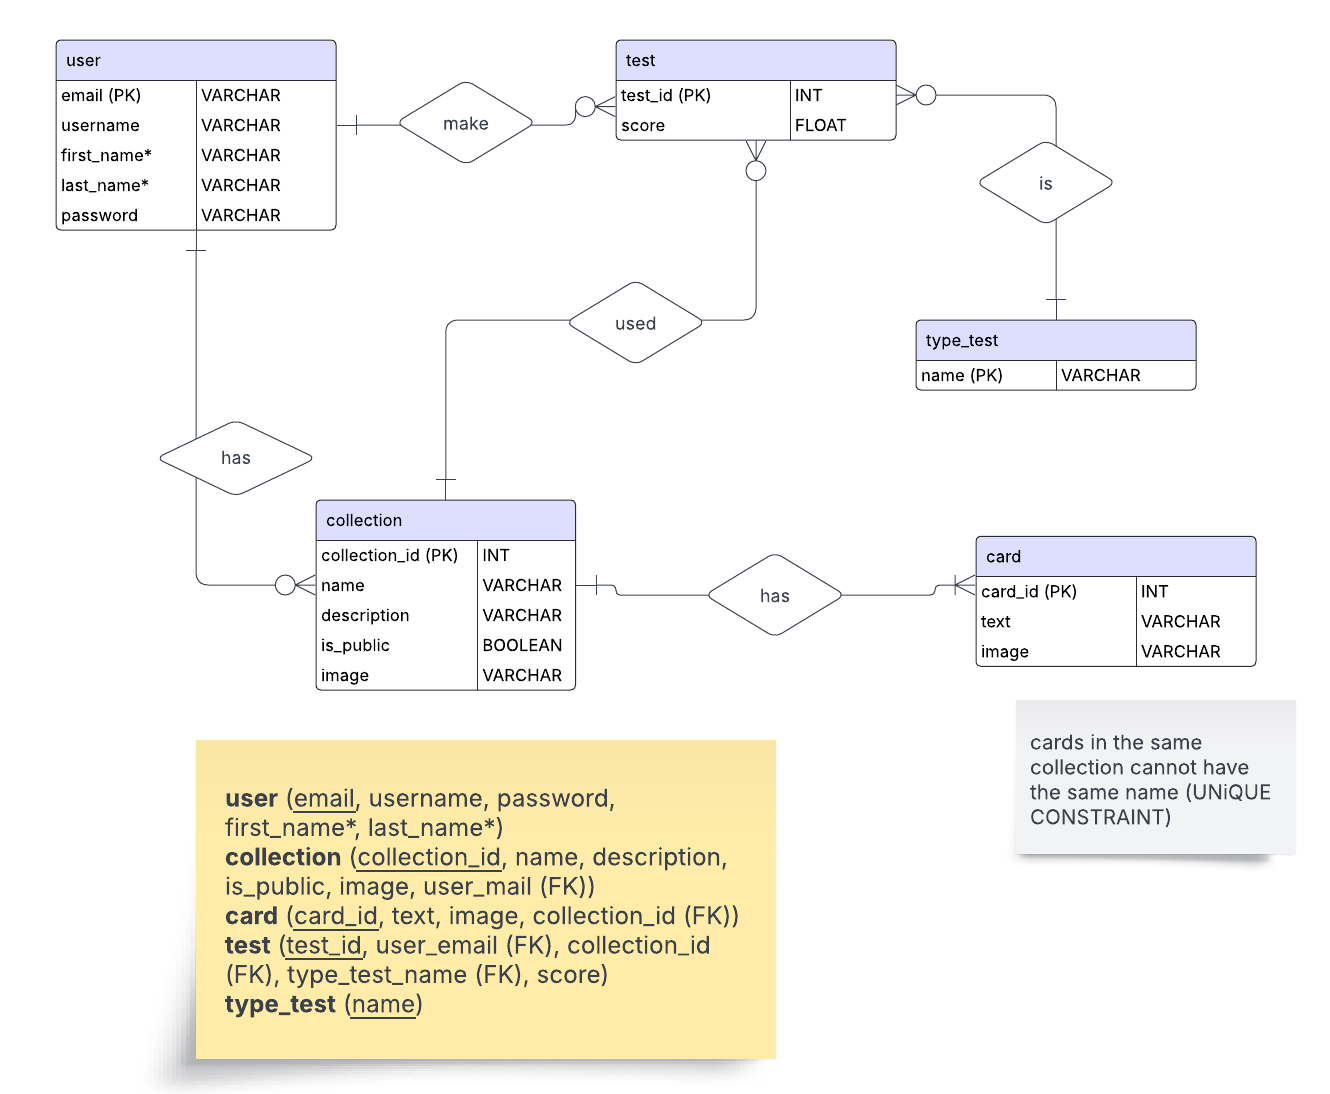 user
email (PK) VARCHAR
username VARCHAR
first_name* VARCHAR
last_name* VARCHAR
password VARCHAR
make
test
test_id (PK) INT
score FLOAT
is
used
type_test
name (PK) VARCHAR
has
collection
collection_id (PK) INT
name VARCHAR
description VARCHAR
is_public BOOLEAN
image VARCHAR
has
card
card_id (PK) INT
text VARCHAR
image VARCHAR
cards in the same
collection cannot have
the same name (UNiQUE
CONSTRAINT)
user (email, username, password,
first_name*, last_name*)
collection (collection_id, name, description,
is_public, image, user_mail (FK))
card (card_id, text, image, collection_id (FK))
test (test_id, user_email (FK), collection_id
(FK), type_test_name (FK), score)
type_test (name)